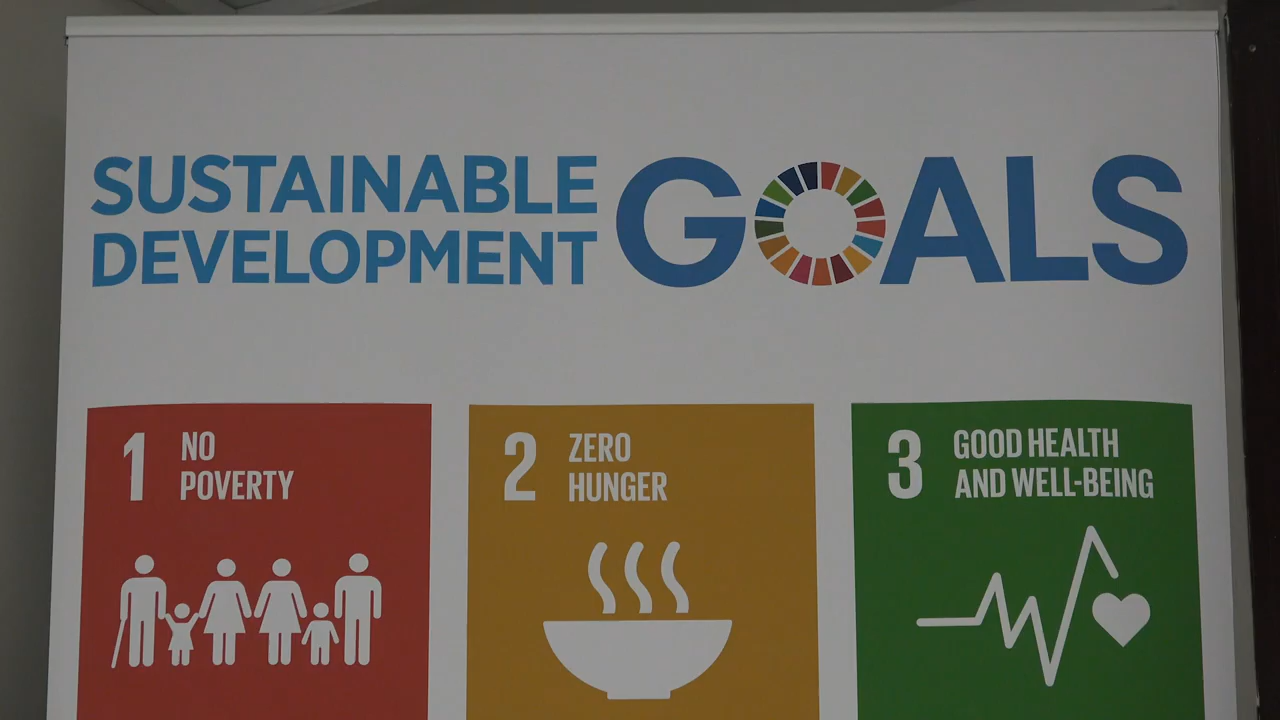 SUSTAINABLE
DEVELOPMENT
GOALS
1 NO
POVERTY
2 ZERO
HUNGER
3 GOOD HEALTH
AND WELL-BEING